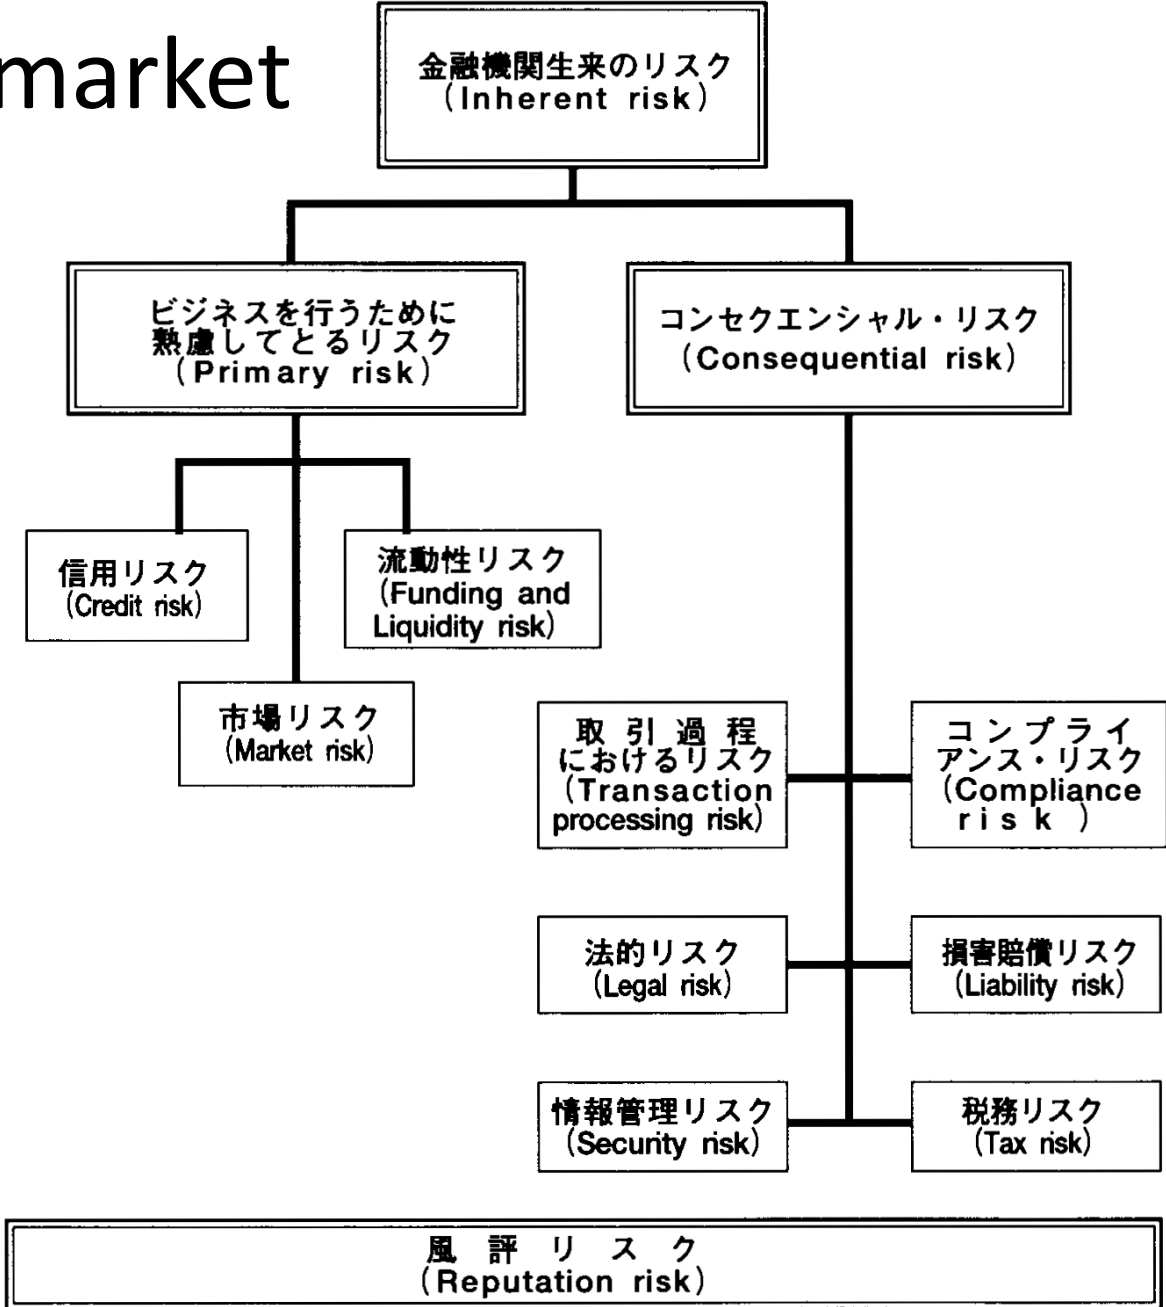 market
金融機関生来のリスク
(Inherent risk)
ビジネスを行うために
熟慮してとるリスク
(Primary risk)
コンセクエンシャル・リスク
(Consequential risk)
信用リスク
(Credit risk)
流動性リスク
(Funding and
Liquidity risk)
市場リスク
(Market risk)
取引過程
におけるリスク
(Transaction
processing risk)
コンプライ
アンス・リスク
(Compliance
risk)
法的リスク
(Legal risk)
損害賠償リスク
(Liability risk)
情報管理リスク
(Security risk)
税務リスク
(Tax risk)
風評リスク
(Reputation risk)